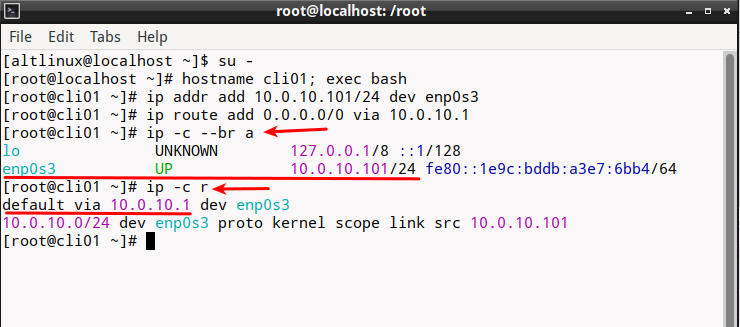 root@localhost: /root
File Edit Tabs Help
[altlinux@localhost ~]$ su -
[root@localhost ~]# hostname cli01; exec bash
[root@cli01 ~]# ip addr add 10.0.10.101/24 dev enp0s3
[root@cli01 ~]# ip route add 0.0.0.0/0 via 10.0.10.1
[root@cli01 ~]# ip -c --br a
lo UNKNOWN 127.0.0.1/8 ::1/128
enp0s3 UP 10.0.10.101/24 fe80::1e9c:bddb:a3e7:6bb4/64
[root@cli01 ~]# ip -c r
default via 10.0.10.1 dev enp0s3
10.0.10.0/24 dev enp0s3 proto kernel scope link src 10.0.10.101
[root@cli01 ~]#